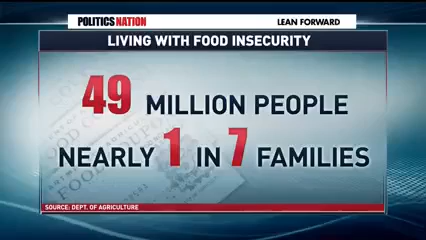 POLITICSNATION
LEAN FORWARD
LIVING WITH FOOD INSECURITY
49 MILLION PEOPLE
NEARLY 1 IN 7 FAMILIES
SOURCE: DEPT. OF AGRICULTURE